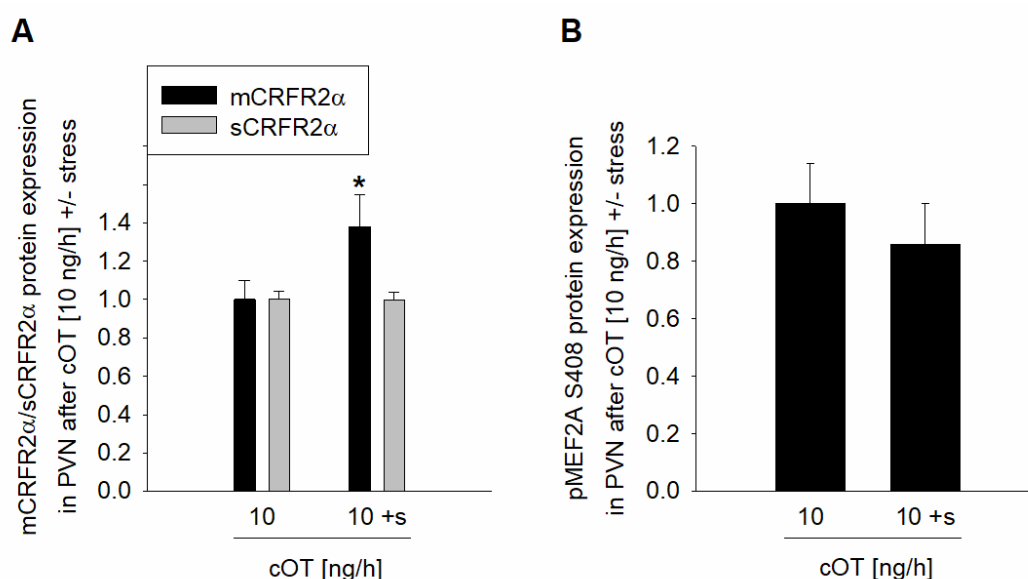 A
mCRFR2α
sCRFR2α
mCRFR2α/sCRFR2α protein expression
in PVN after cOT [10 ng/h] +/- stress
*
1.4
1.2
1.0
0.8
0.6
0.4
0.2
0.0
10
10 +s
cOT [ng/h]
B
pMEF2A S408 protein expression
in PVN after cOT [10 ng/h] +/- stress
1.2
1.0
0.8
0.6
0.4
0.2
0.0
10
10 +s
cOT [ng/h]